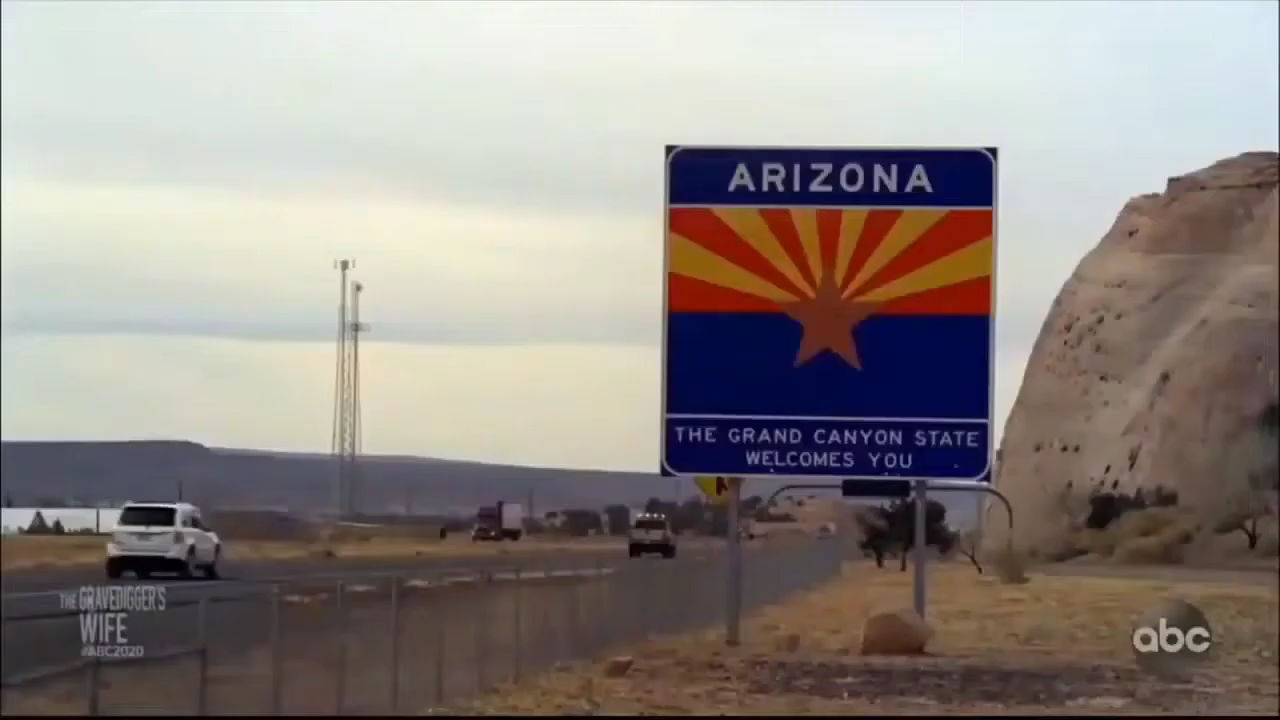 ARIZONA
THE GRAND CANYON STATE
WELCOMES YOU
THE GRAVEDIGGER'S
WIFE
#ABC2020
abc